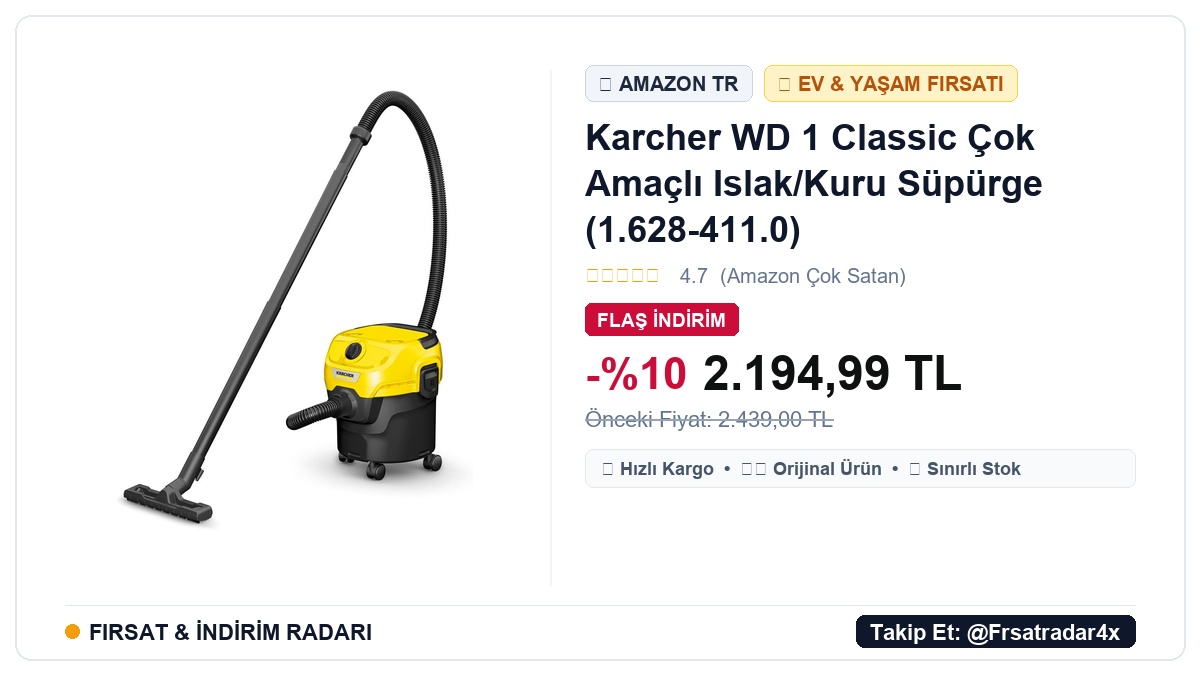 AMAZON TR
EV & YAŞAM FIRSATI
Karcher WD 1 Classic Çok
Amaçlı Islak/Kuru Süpürge
(1.628-411.0)
4.7 (Amazon Çok Satan)
FLAŞ İNDİRİM
-%10 2.194,99 TL
Önceki Fiyat: 2.439,00 TL
Hızlı Kargo • Orijinal Ürün • Sınırlı Stok
KARCHER
FIRSAT & İNDİRİM RADARI
Takip Et: @Frsatradar4x